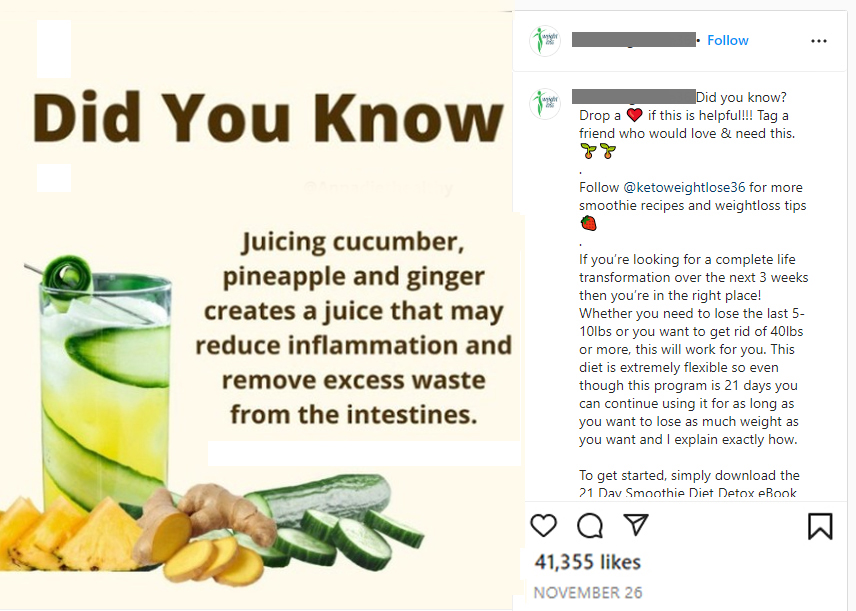 Did You Know
Juicing cucumber,
pineapple and ginger
creates a juice that may
reduce inflammation and
remove excess waste
from the intestines.
• Follow
Did you know?
Drop a ❤️ if this is helpful!!! Tag a
friend who would love & need this.
🌱🌱
.
Follow @ketoweightlose36 for more
smoothie recipes and weightloss tips
🍓
.
If you're looking for a complete life
transformation over the next 3 weeks
then you're in the right place!
Whether you need to lose the last 5-
10lbs or you want to get rid of 40lbs
or more, this will work for you. This
diet is extremely flexible so even
though this program is 21 days you
can continue using it for as long as
you want to lose as much weight as
you want and I explain exactly how.
To get started, simply download the
21 Day Smoothie Diet Detox eBook
41,355 likes
NOVEMBER 26